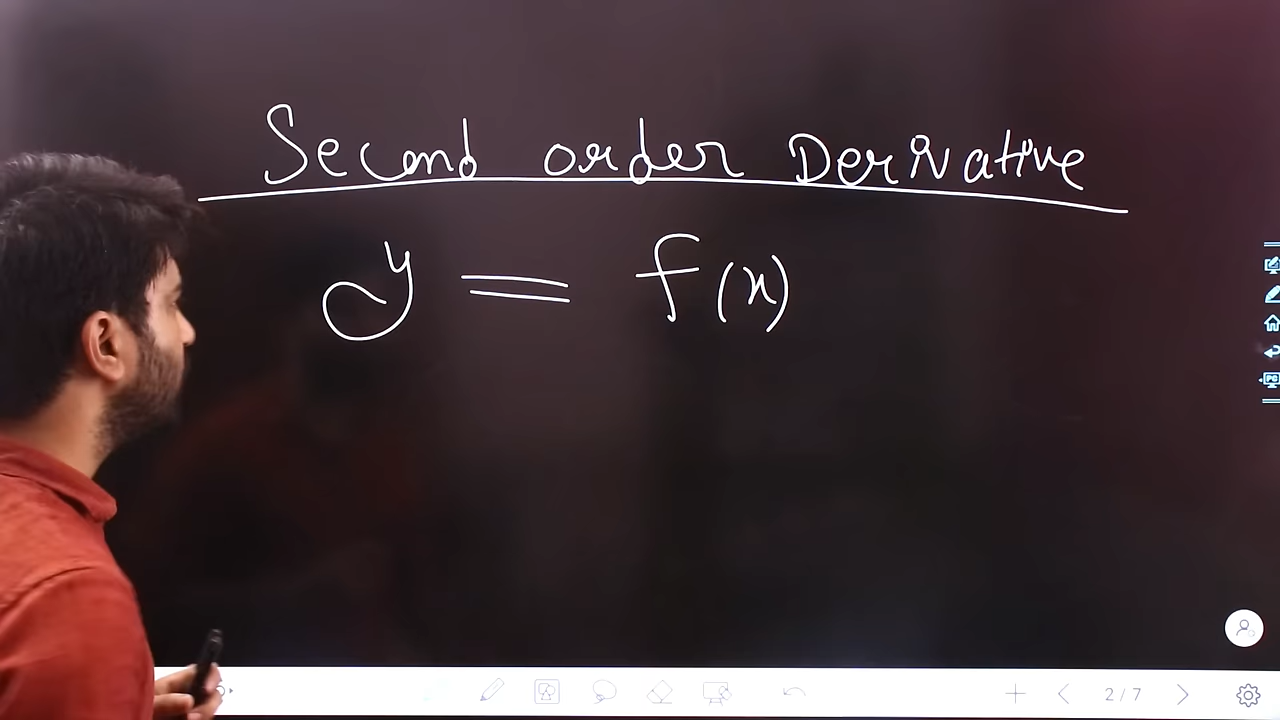 Second order Derivative
y = f(x)
2 / 7